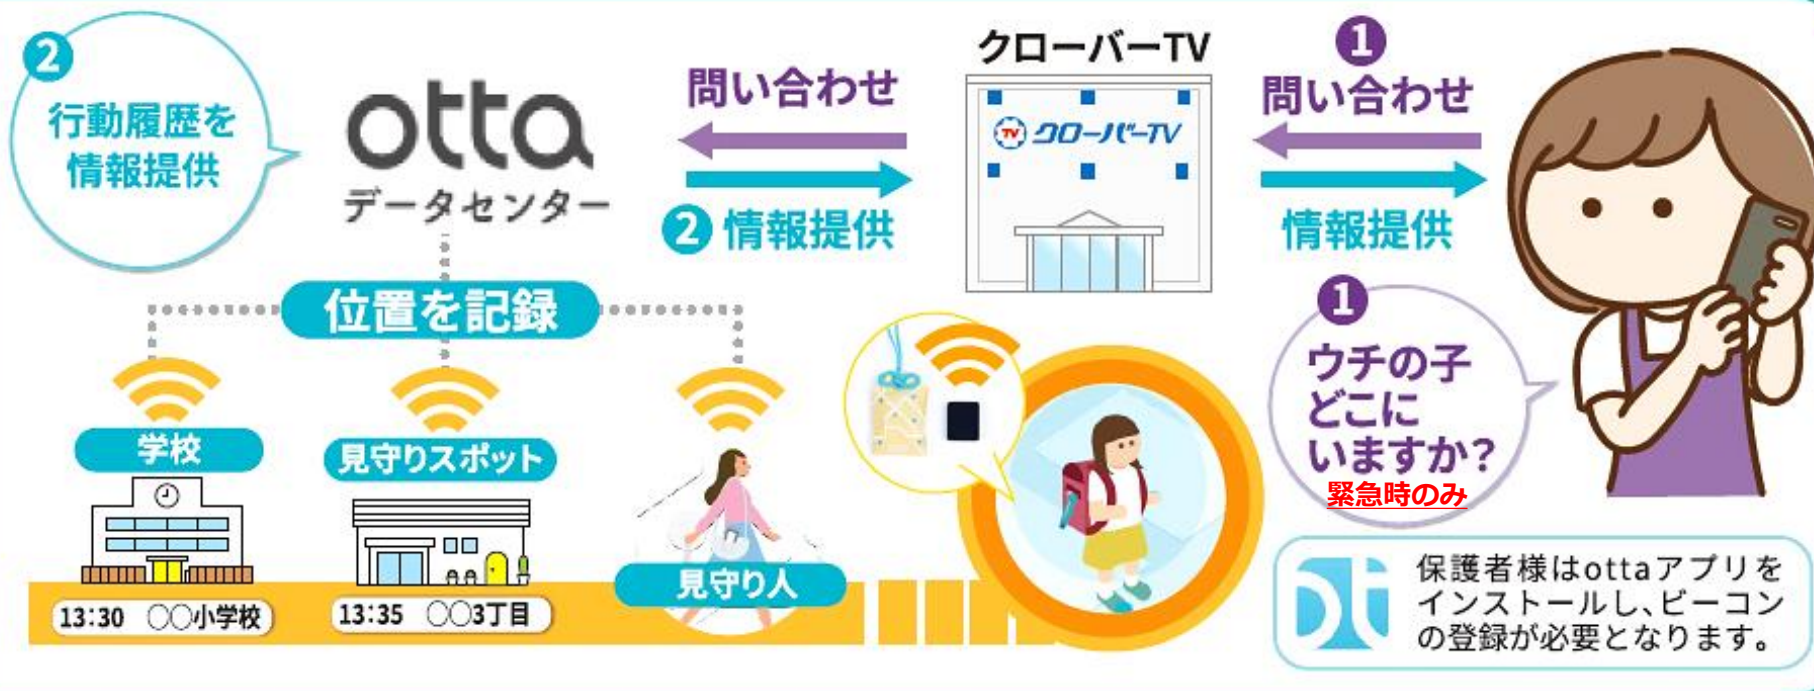 2
行動履歴を
情報提供
otta
データセンター
問い合わせ
2 情報提供
クローバーTV
TV クローバーTV
1
問い合わせ
情報提供
1
ウチの子
どこに
いますか?
緊急時のみ
位置を記録
学校
見守りスポット
見守り人
13:30 〇〇小学校
13:35 〇〇3丁目
保護者様はottaアプリを
インストールし、ビーコン
の登録が必要となります。